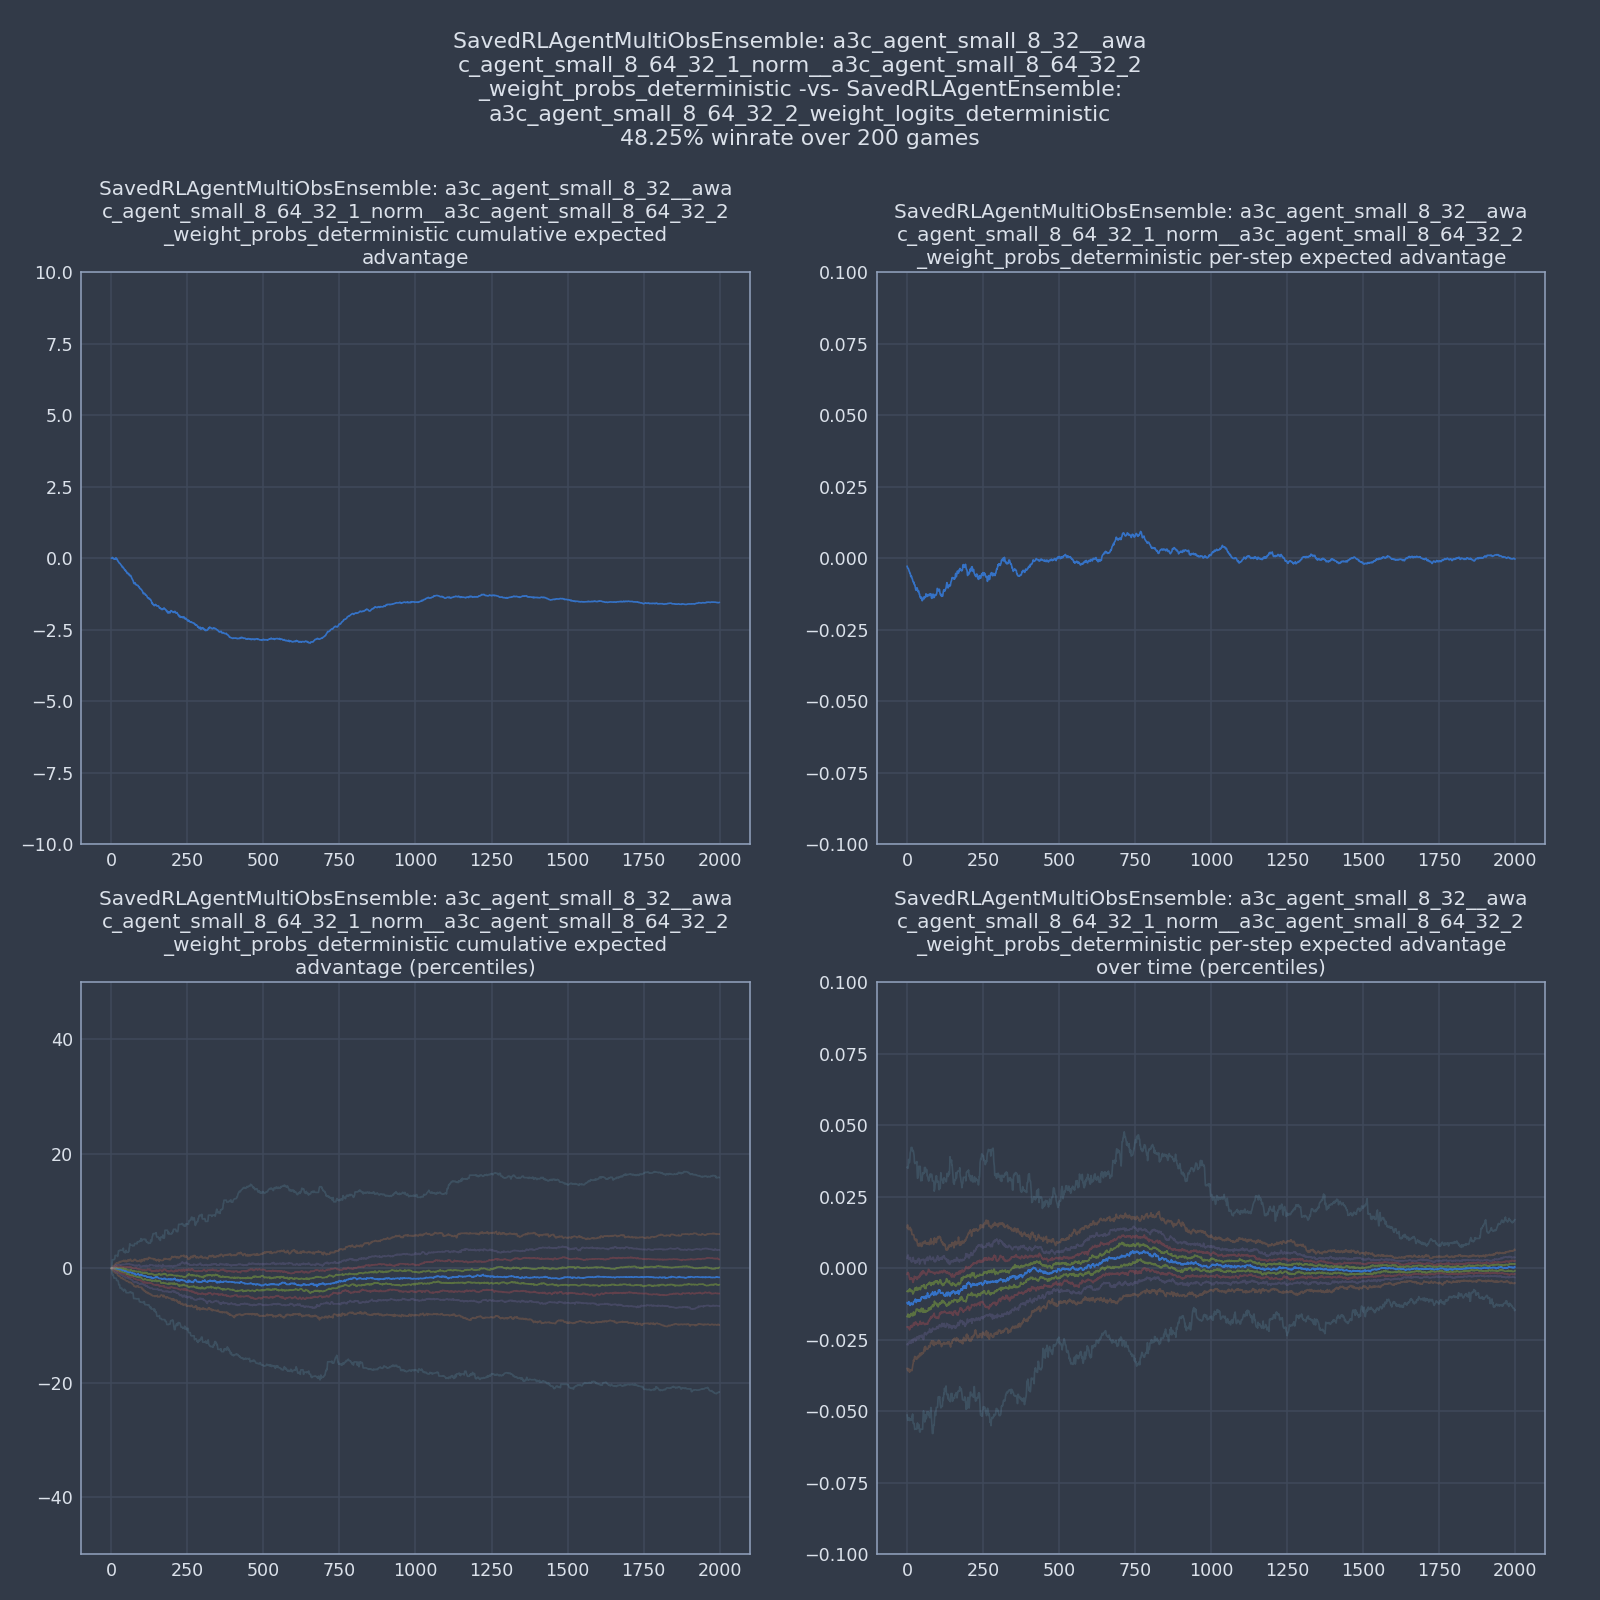 SavedRLAgentMultiObsEnsemble: a3c_agent_small_8_32__awa
c_agent_small_8_64_32_1_norm__a3c_agent_small_8_64_32_2
_weight_probs_deterministic -vs- SavedRLAgentEnsemble:
a3c_agent_small_8_64_32_2_weight_logits_deterministic
48.25% winrate over 200 games
SavedRLAgentMultiObsEnsemble: a3c_agent_small_8_32__awa
c_agent_small_8_64_32_1_norm__a3c_agent_small_8_64_32_2
_weight_probs_deterministic cumulative expected
advantage
10.0
7.5
5.0
2.5
0.0
−2.5
−5.0
−7.5
−10.0
0 250 500 750 1000 1250 1500 1750 2000
SavedRLAgentMultiObsEnsemble: a3c_agent_small_8_32__awa
c_agent_small_8_64_32_1_norm__a3c_agent_small_8_64_32_2
_weight_probs_deterministic per-step expected advantage
0.100
0.075
0.050
0.025
0.000
−0.025
−0.050
−0.075
−0.100
0 250 500 750 1000 1250 1500 1750 2000
SavedRLAgentMultiObsEnsemble: a3c_agent_small_8_32__awa
c_agent_small_8_64_32_1_norm__a3c_agent_small_8_64_32_2
_weight_probs_deterministic cumulative expected
advantage (percentiles)
40
20
0
−20
−40
0 250 500 750 1000 1250 1500 1750 2000
SavedRLAgentMultiObsEnsemble: a3c_agent_small_8_32__awa
c_agent_small_8_64_32_1_norm__a3c_agent_small_8_64_32_2
_weight_probs_deterministic per-step expected advantage
over time (percentiles)
0.100
0.075
0.050
0.025
0.000
−0.025
−0.050
−0.075
−0.100
0 250 500 750 1000 1250 1500 1750 2000